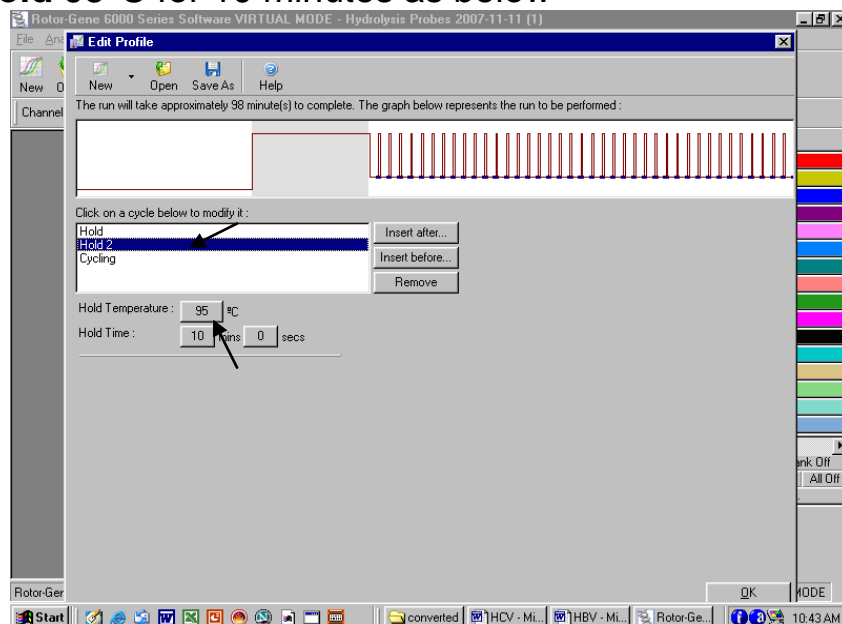 95°C for 10 minutes as below
Rotor-Gene 6000 Series Software VIRTUAL MODE - Hydrolysis Probes 2007-11-11 (1)
File Ana
Edit Profile
New Open Save As Help
New O
The run will take approximately 98 minute(s) to complete. The graph below represents the run to be performed :
Channel
Click on a cycle below to modify it :
Hold
Hold 2
Cycling
Insert after...
Insert before...
Remove
Hold Temperature : 95 ºC
Hold Time : 10 mins 0 secs
ank Off
All Off
OK
Rotor-Ger
MODE
Start
converted
HCV - Mi...
HBV - Mi...
Rotor-Ge...
10:43 AM